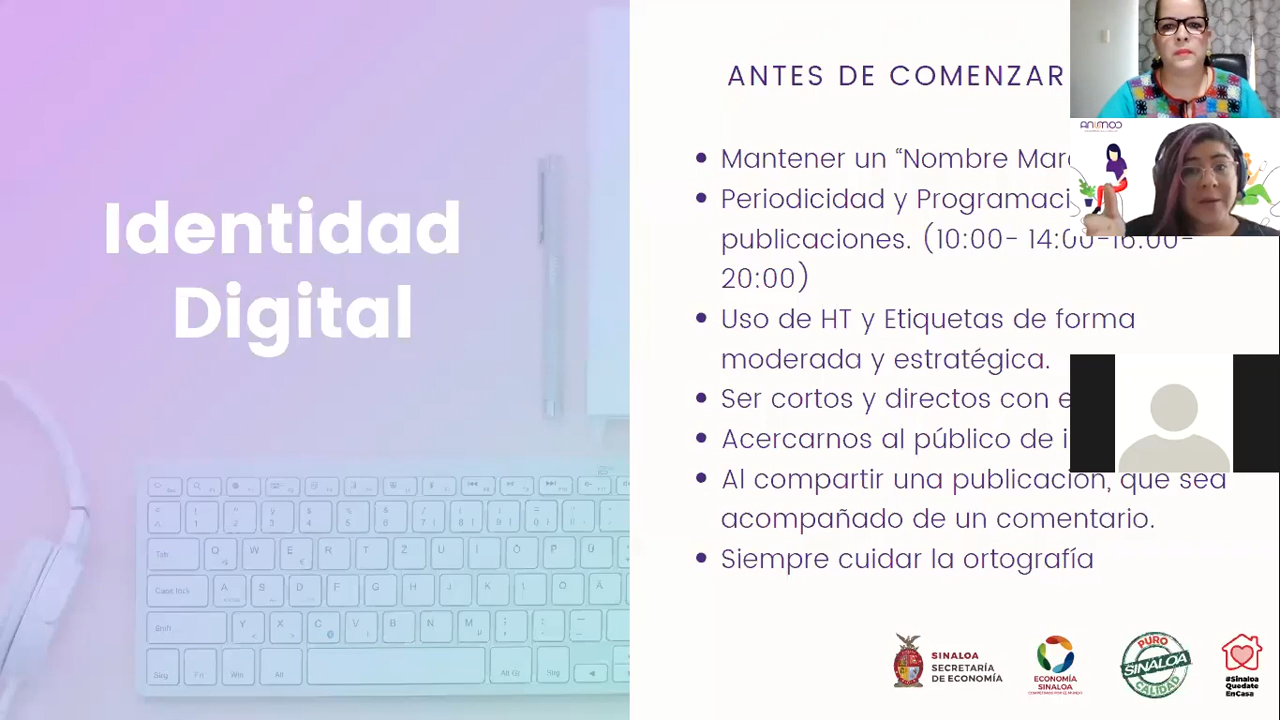 Identidad
Digital
ANTES DE COMENZAR
Mantener un “Nombre
Periodicidad y
publicaciones. (10:00- 14:00-16:00-
20:00)
Uso de HT y Etiquetas de forma
moderada y estratégica.
Ser cortos y directos con
Acercarnos al público de
Al compartir una publicación, que sea
acompañado de un comentario.
Siempre cuidar la ortografía
SINALOA
SECRETARÍA
DE ECONOMÍA
ECONOMÍA
SINALOA
PURO
SINALOA
CALIDAD
#Sinaloa
Quedate
EnCasa